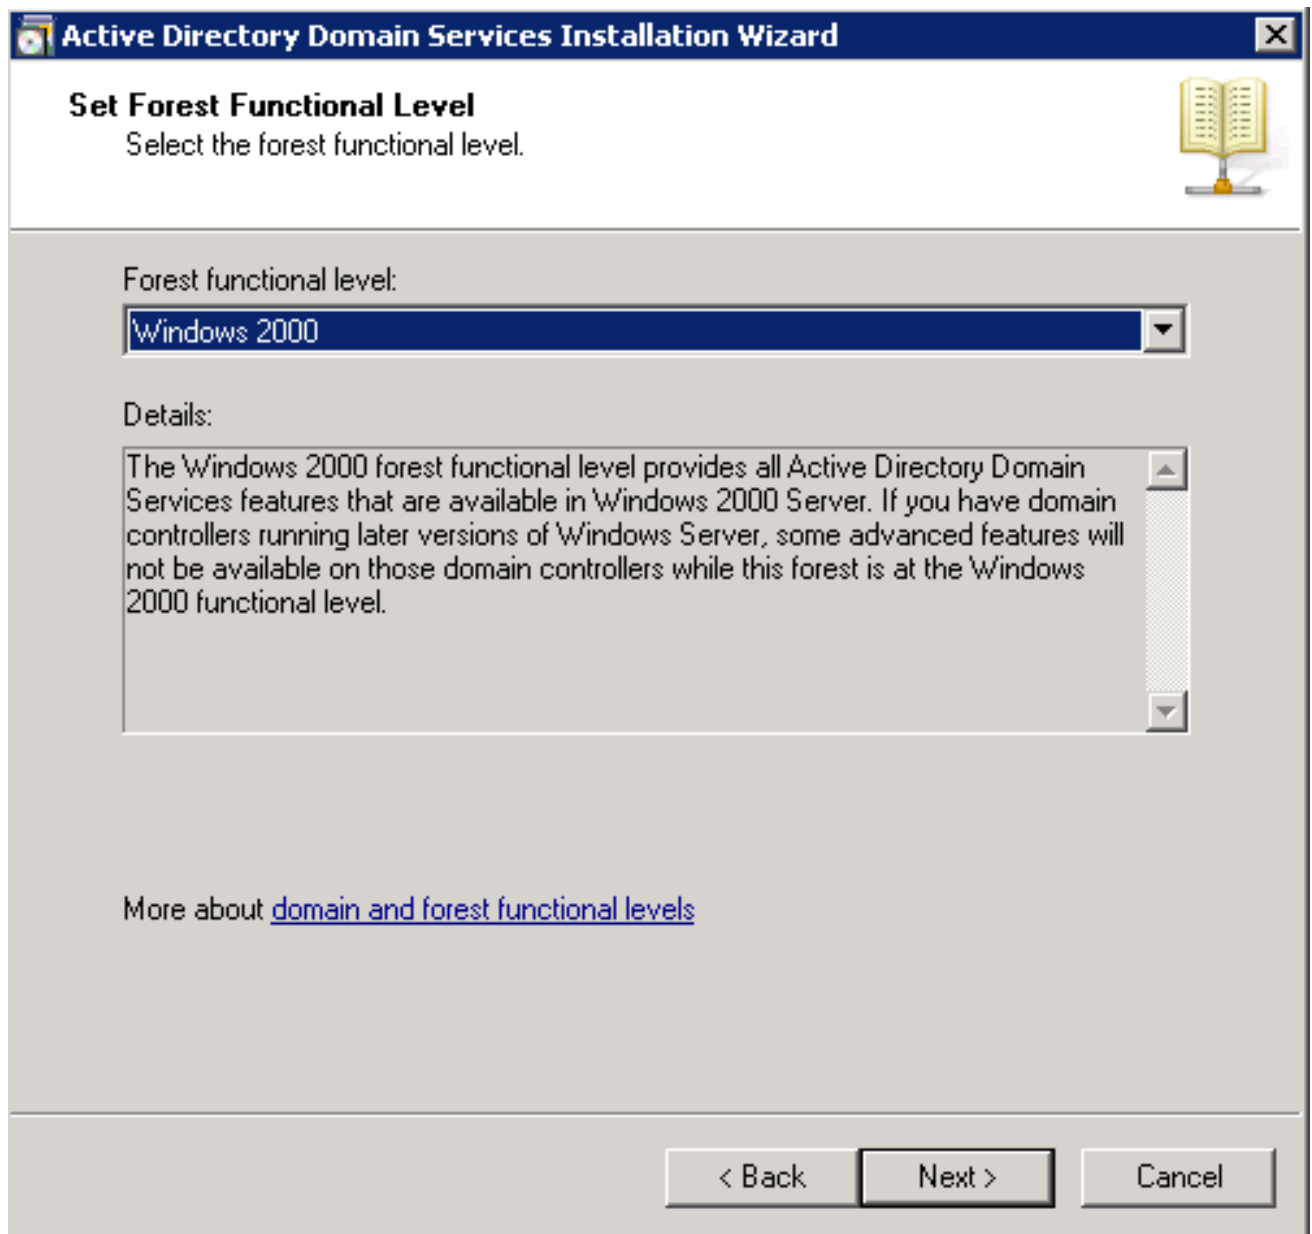 Active Directory Domain Services Installation Wizard
Set Forest Functional Level
Select the forest functional level.
Forest functional level:
Windows 2000
Details:
The Windows 2000 forest functional level provides all Active Directory Domain
Services features that are available in Windows 2000 Server. If you have domain
controllers running later versions of Windows Server, some advanced features will
not be available on those domain controllers while this forest is at the Windows
2000 functional level.
More about domain and forest functional levels
< Back
Next >
Cancel